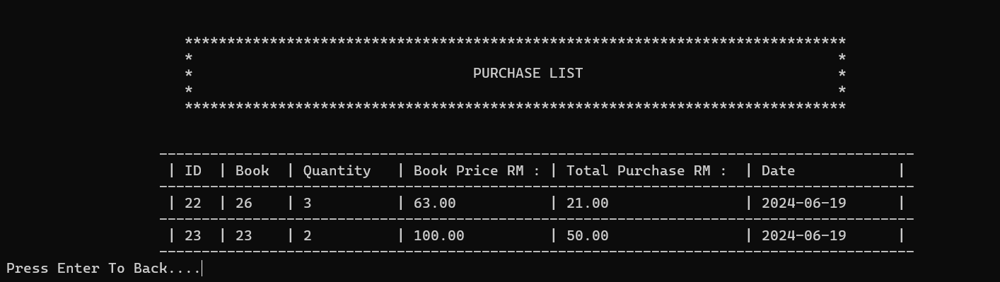 ******************************************************************************
*                                                                            *
*                                 PURCHASE LIST                              *
*                                                                            *
******************************************************************************
-----------------------------------------------------------------------------------------
| ID  | Book  | Quantity   | Book Price RM : | Total Purchase RM :  | Date            |
-----------------------------------------------------------------------------------------
| 22  | 26    | 3          | 63.00           | 21.00                | 2024-06-19      |
-----------------------------------------------------------------------------------------
| 23  | 23    | 2          | 100.00          | 50.00                | 2024-06-19      |
-----------------------------------------------------------------------------------------
Press Enter To Back....